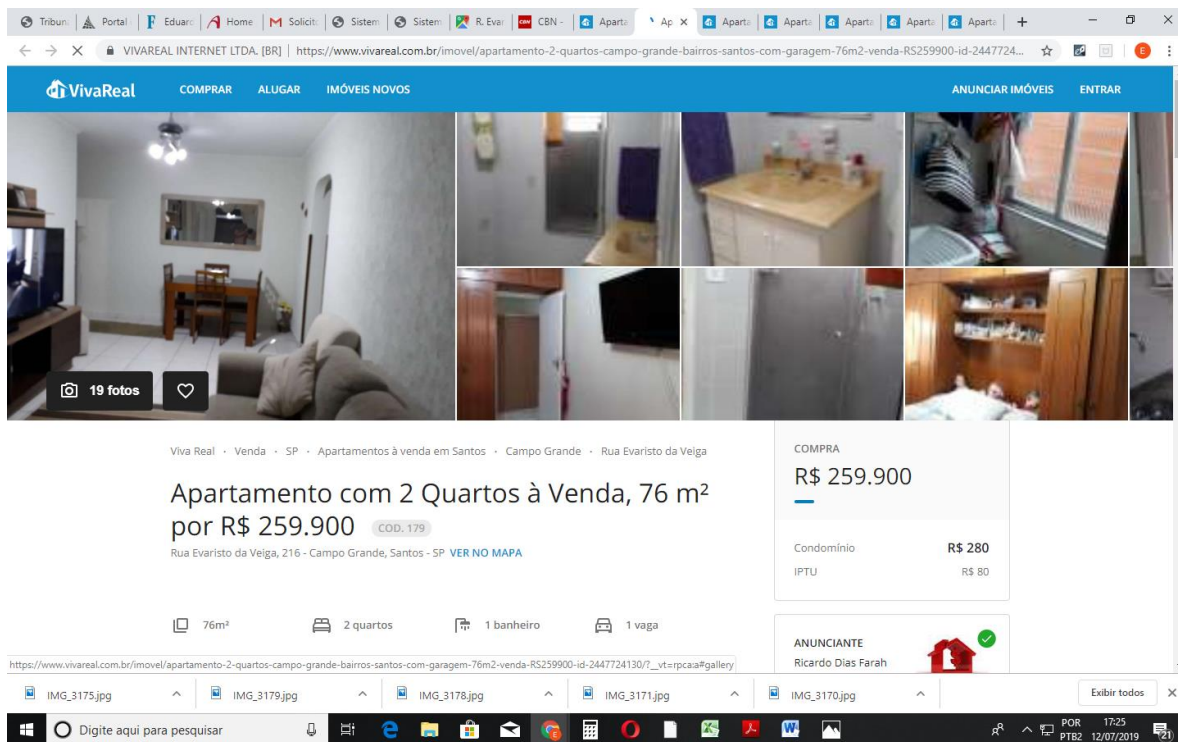 Tribun Portal Eduard Home Solicit Sistem Sistem R. Evar CBN - Aparta Ap Aparta Aparta Aparta Aparta Aparta
VIVAREAL INTERNET LTDA. [BR] | https://www.vivareal.com.br/imovel/apartamento-2-quartos-campo-grande-bairros-santos-com-garagem-76m2-venda-RS259900-id-2447724...
VivaReal COMPRAR ALUGAR IMÓVEIS NOVOS ANUNCIAR IMÓVEIS ENTRAR
19 fotos
Viva Real • Venda • SP • Apartamentos à venda em Santos • Campo Grande • Rua Evaristo da Veiga
Apartamento com 2 Quartos à Venda, 76 m²
por R$ 259.900 COD. 179
Rua Evaristo da Veiga, 216 - Campo Grande, Santos - SP VER NO MAPA
76m² 2 quartos 1 banheiro 1 vaga
COMPRA
R$ 259.900
Condomínio R$ 280
IPTU R$ 80
ANUNCIANTE
Ricardo Dias Farah
https://www.vivareal.com.br/imovel/apartamento-2-quartos-campo-grande-bairros-santos-com-garagem-76m2-venda-RS259900-id-2447724130/?__vt=rpca:a#gallery
IMG_3175.jpg IMG_3179.jpg IMG_3178.jpg IMG_3171.jpg IMG_3170.jpg Exibir todos
Digite aqui para pesquisar POR 17:25
PTB2 12/07/2019 21